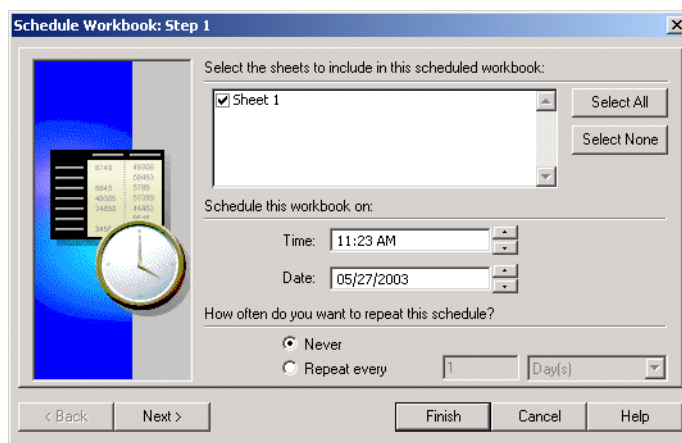 Schedule Workbook: Step 1
Select the sheets to include in this scheduled workbook:
Sheet 1
Select All
Select None
Schedule this workbook on:
Time: 11:23 AM
Date: 05/27/2003
How often do you want to repeat this schedule?
Never
Repeat every 1 Day(s)
< Back Next > Finish Cancel Help